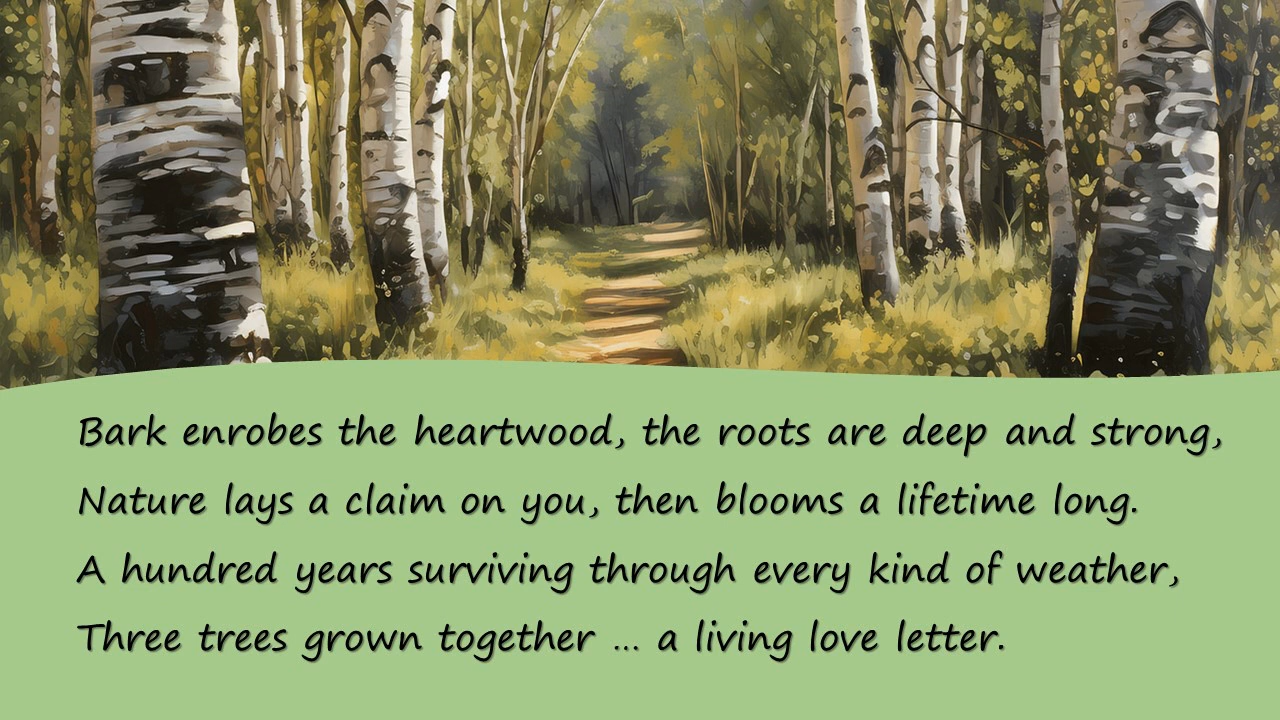 Bark enrobes the heartwood, the roots are deep and strong,
Nature lays a claim on you, then blooms a lifetime long.
A hundred years surviving through every kind of weather,
Three trees grown together ... a living love letter.